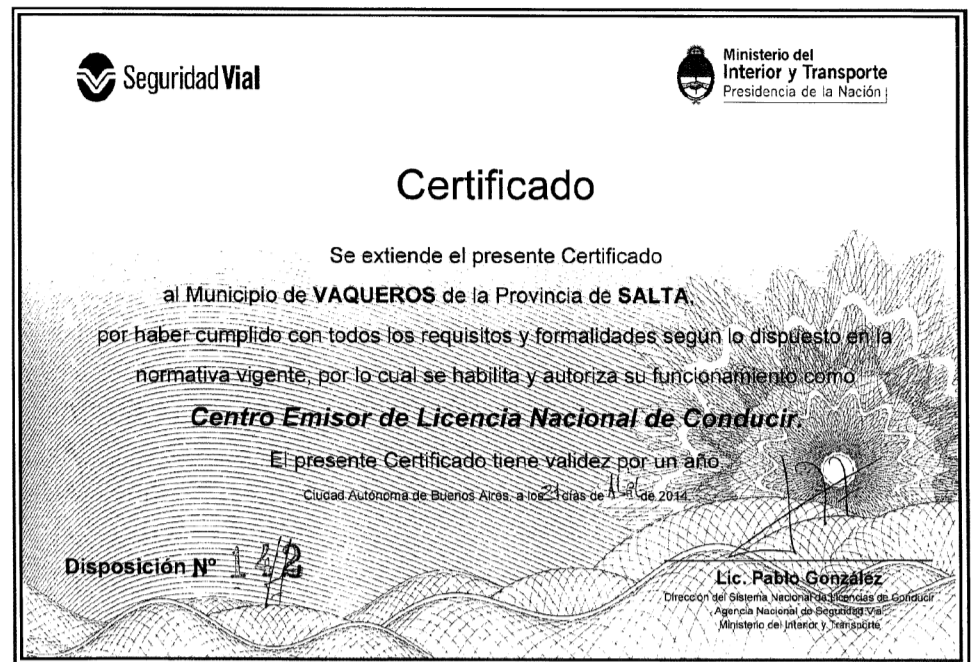 Seguridad Vial
Ministerio del
Interior y Transporte
Presidencia de la Nación
Certificado
Se extiende el presente Certificado
al Municipio de VAQUEROS de la Provincia de SALTA,
por haber cumplido con todos los requisitos y formalidades según lo dispuesto en la
normativa vigente, por lo cual se habilita y autoriza su funcionamiento como
Centro Emisor de Licencia Nacional de Conducir.
El presente Certificado tiene validez por un año.
Ciudad Autónoma de Buenos Aires, a los 21 días de de 2014.
Disposición Nº 142
Lic. Pablo González
Dirección del Sistema Nacional de Licencias de Conducir
Agencia Nacional de Seguridad Vial
Ministerio del Interior y Transporte